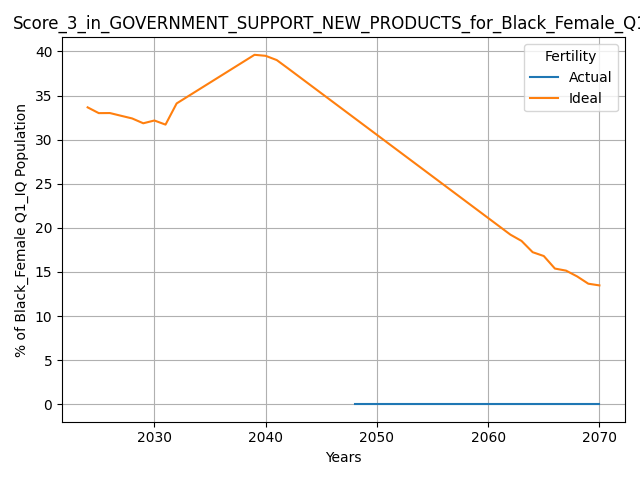 Score_3_in_GOVERNMENT_SUPPORT_NEW_PRODUCTS_for_Black_Female_Q1
Fertility
Actual
Ideal
% of Black_Female Q1_IQ Population
40
35
30
25
20
15
10
5
0
2030 2040 2050 2060 2070
Years